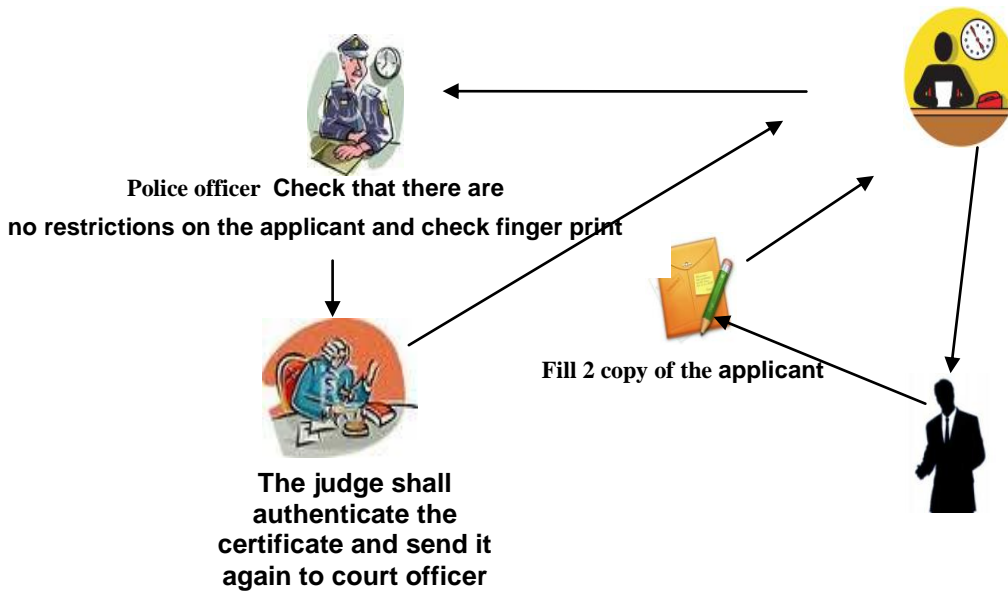 Police officer Check that there are
no restrictions on the applicant and check finger print
Fill 2 copy of the applicant
The judge shall
authenticate the
certificate and send it
again to court officer